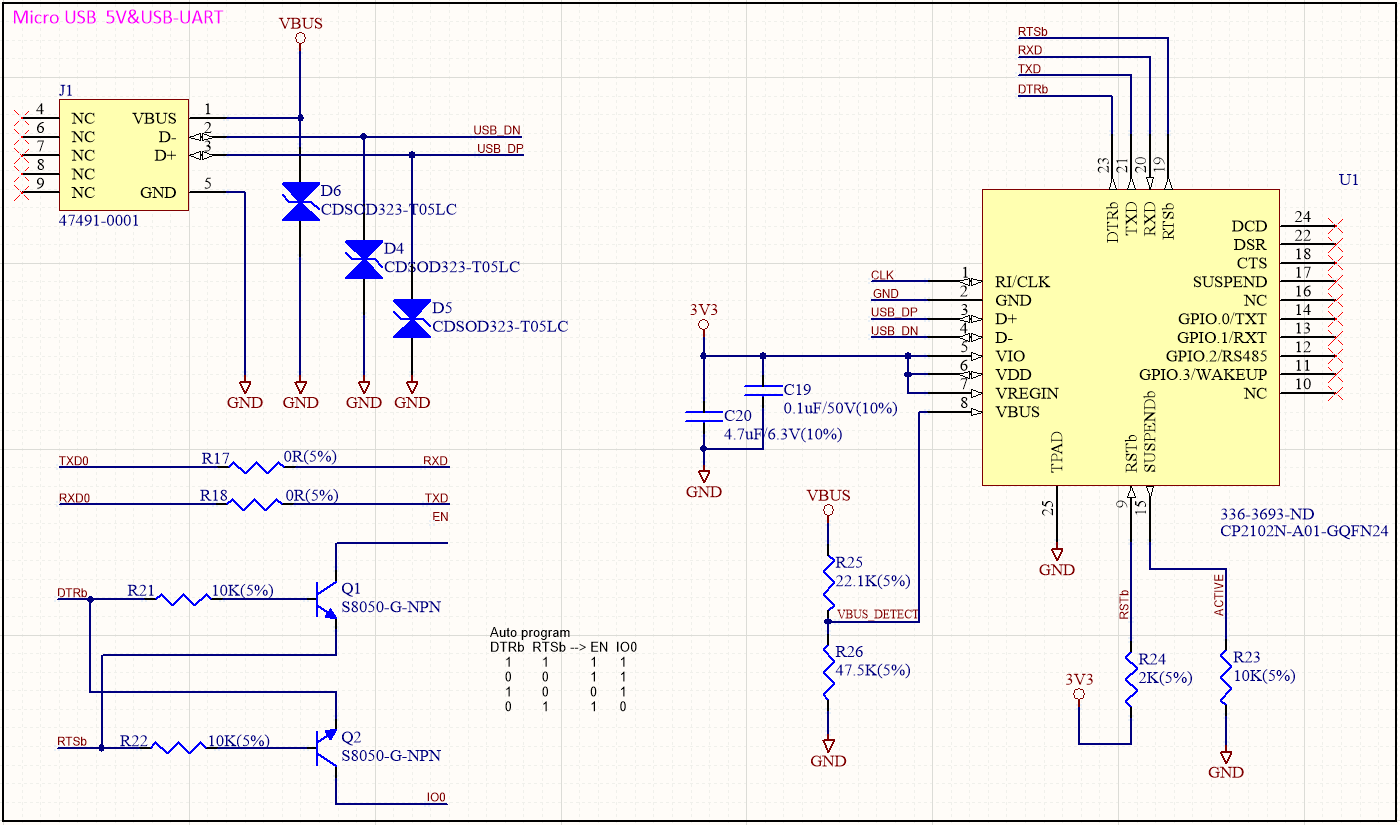 Micro USB 5V&USB-UART
VBUS
J1
4 NC VBUS 1
6 NC D- 2
7 NC D+ 3
8 NC
9 NC GND 5
47491-0001
USB_DN
USB_DP
D6
CDSOD323-T05LC
D4
CDSOD323-T05LC
D5
CDSOD323-T05LC
GND GND GND GND
TXD0 R17 0R(5%) RXD
RXD0 R18 0R(5%) TXD
EN
DTRb R21 10K(5%) Q1
S8050-G-NPN
RTSb R22 10K(5%) Q2
S8050-G-NPN
IO0
Auto program
DTRb RTSb --> EN IO0
1 1 1 1
0 0 1 1
1 0 0 1
0 1 1 0
3V3
C19
0.1uF/50V(10%)
C20
4.7uF/6.3V(10%)
GND
VBUS
R25
22.1K(5%)
VBUS_DETECT
R26
47.5K(5%)
GND
RTSb
RXD
TXD
DTRb
23 21 20 19
DTRb TXD RXD RTSb
U1
CLK 1 RI/CLK
GND 2 GND
USB_DP 3 D+
USB_DN 4 D-
5 VIO
6 VDD
7 VREGIN
8 VBUS
DCD 24
DSR 22
CTS 18
SUSPEND 17
NC 16
GPIO.0/TXT 14
GPIO.1/RXT 13
GPIO.2/RS485 12
GPIO.3/WAKEUP 11
NC 10
TPAD RSTb SUSPENDb
25 9 15
336-3693-ND
CP2102N-A01-GQFN24
GND
RSTb
ACTIVE
3V3
R24
2K(5%)
R23
10K(5%)
GND